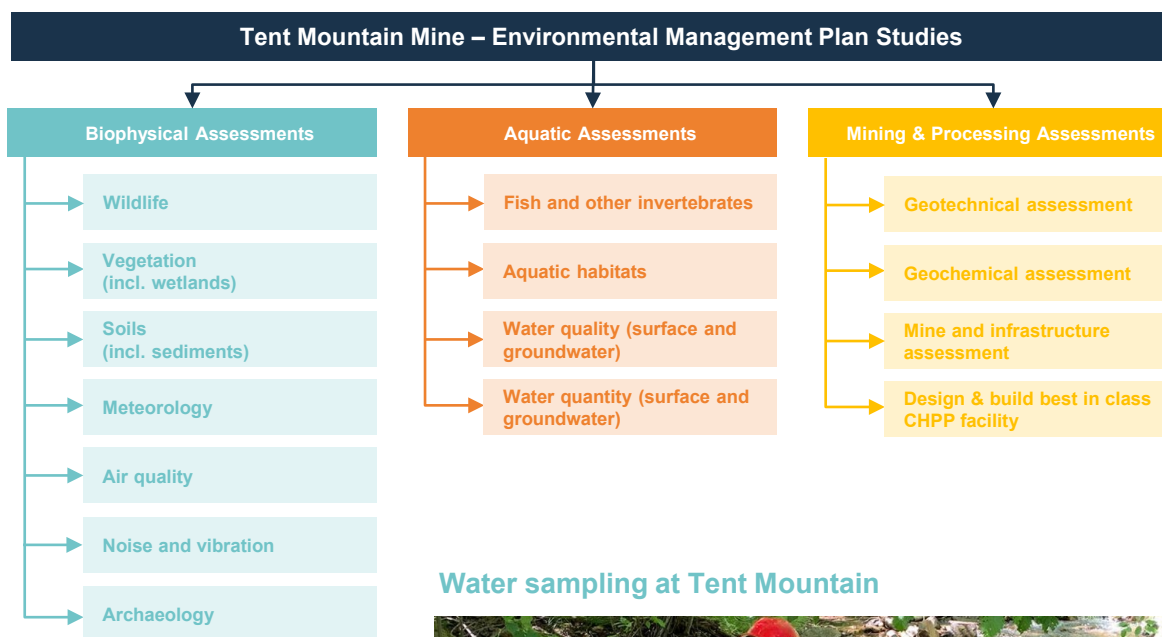 Tent Mountain Mine – Environmental Management Plan Studies
Biophysical Assessments
Wildlife
Vegetation
(incl. wetlands)
Soils
(incl. sediments)
Meteorology
Air quality
Noise and vibration
Archaeology
Aquatic Assessments
Fish and other invertebrates
Aquatic habitats
Water quality (surface and
groundwater)
Water quantity (surface and
groundwater)
Mining & Processing Assessments
Geotechnical assessment
Geochemical assessment
Mine and infrastructure
assessment
Design & build best in class
CHPP facility
Water sampling at Tent Mountain